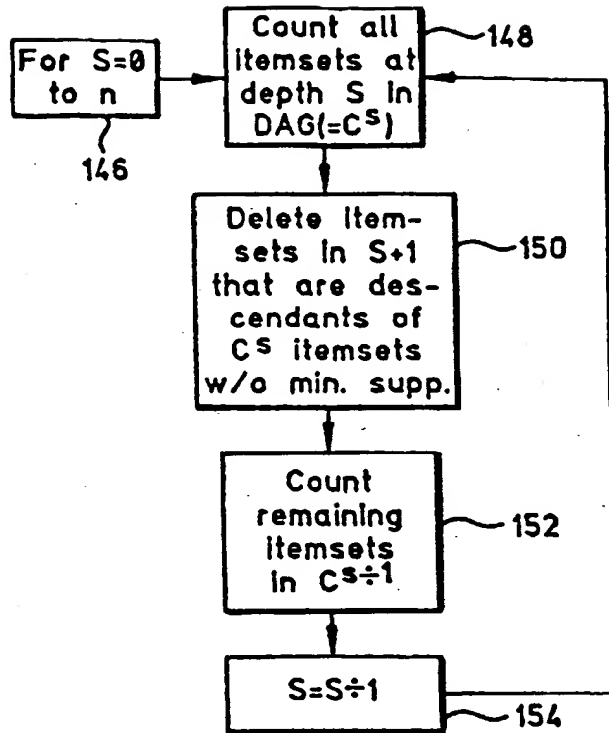 For S=0
to n
146
Count all
itemsets at
depth S in
DAG(=C^S)
148
Delete item-
sets in S+1
that are des-
cendants of
C^S itemsets
w/o min. supp.
150
Count
remaining
itemsets
in C^S÷1
152
S=S÷1
154